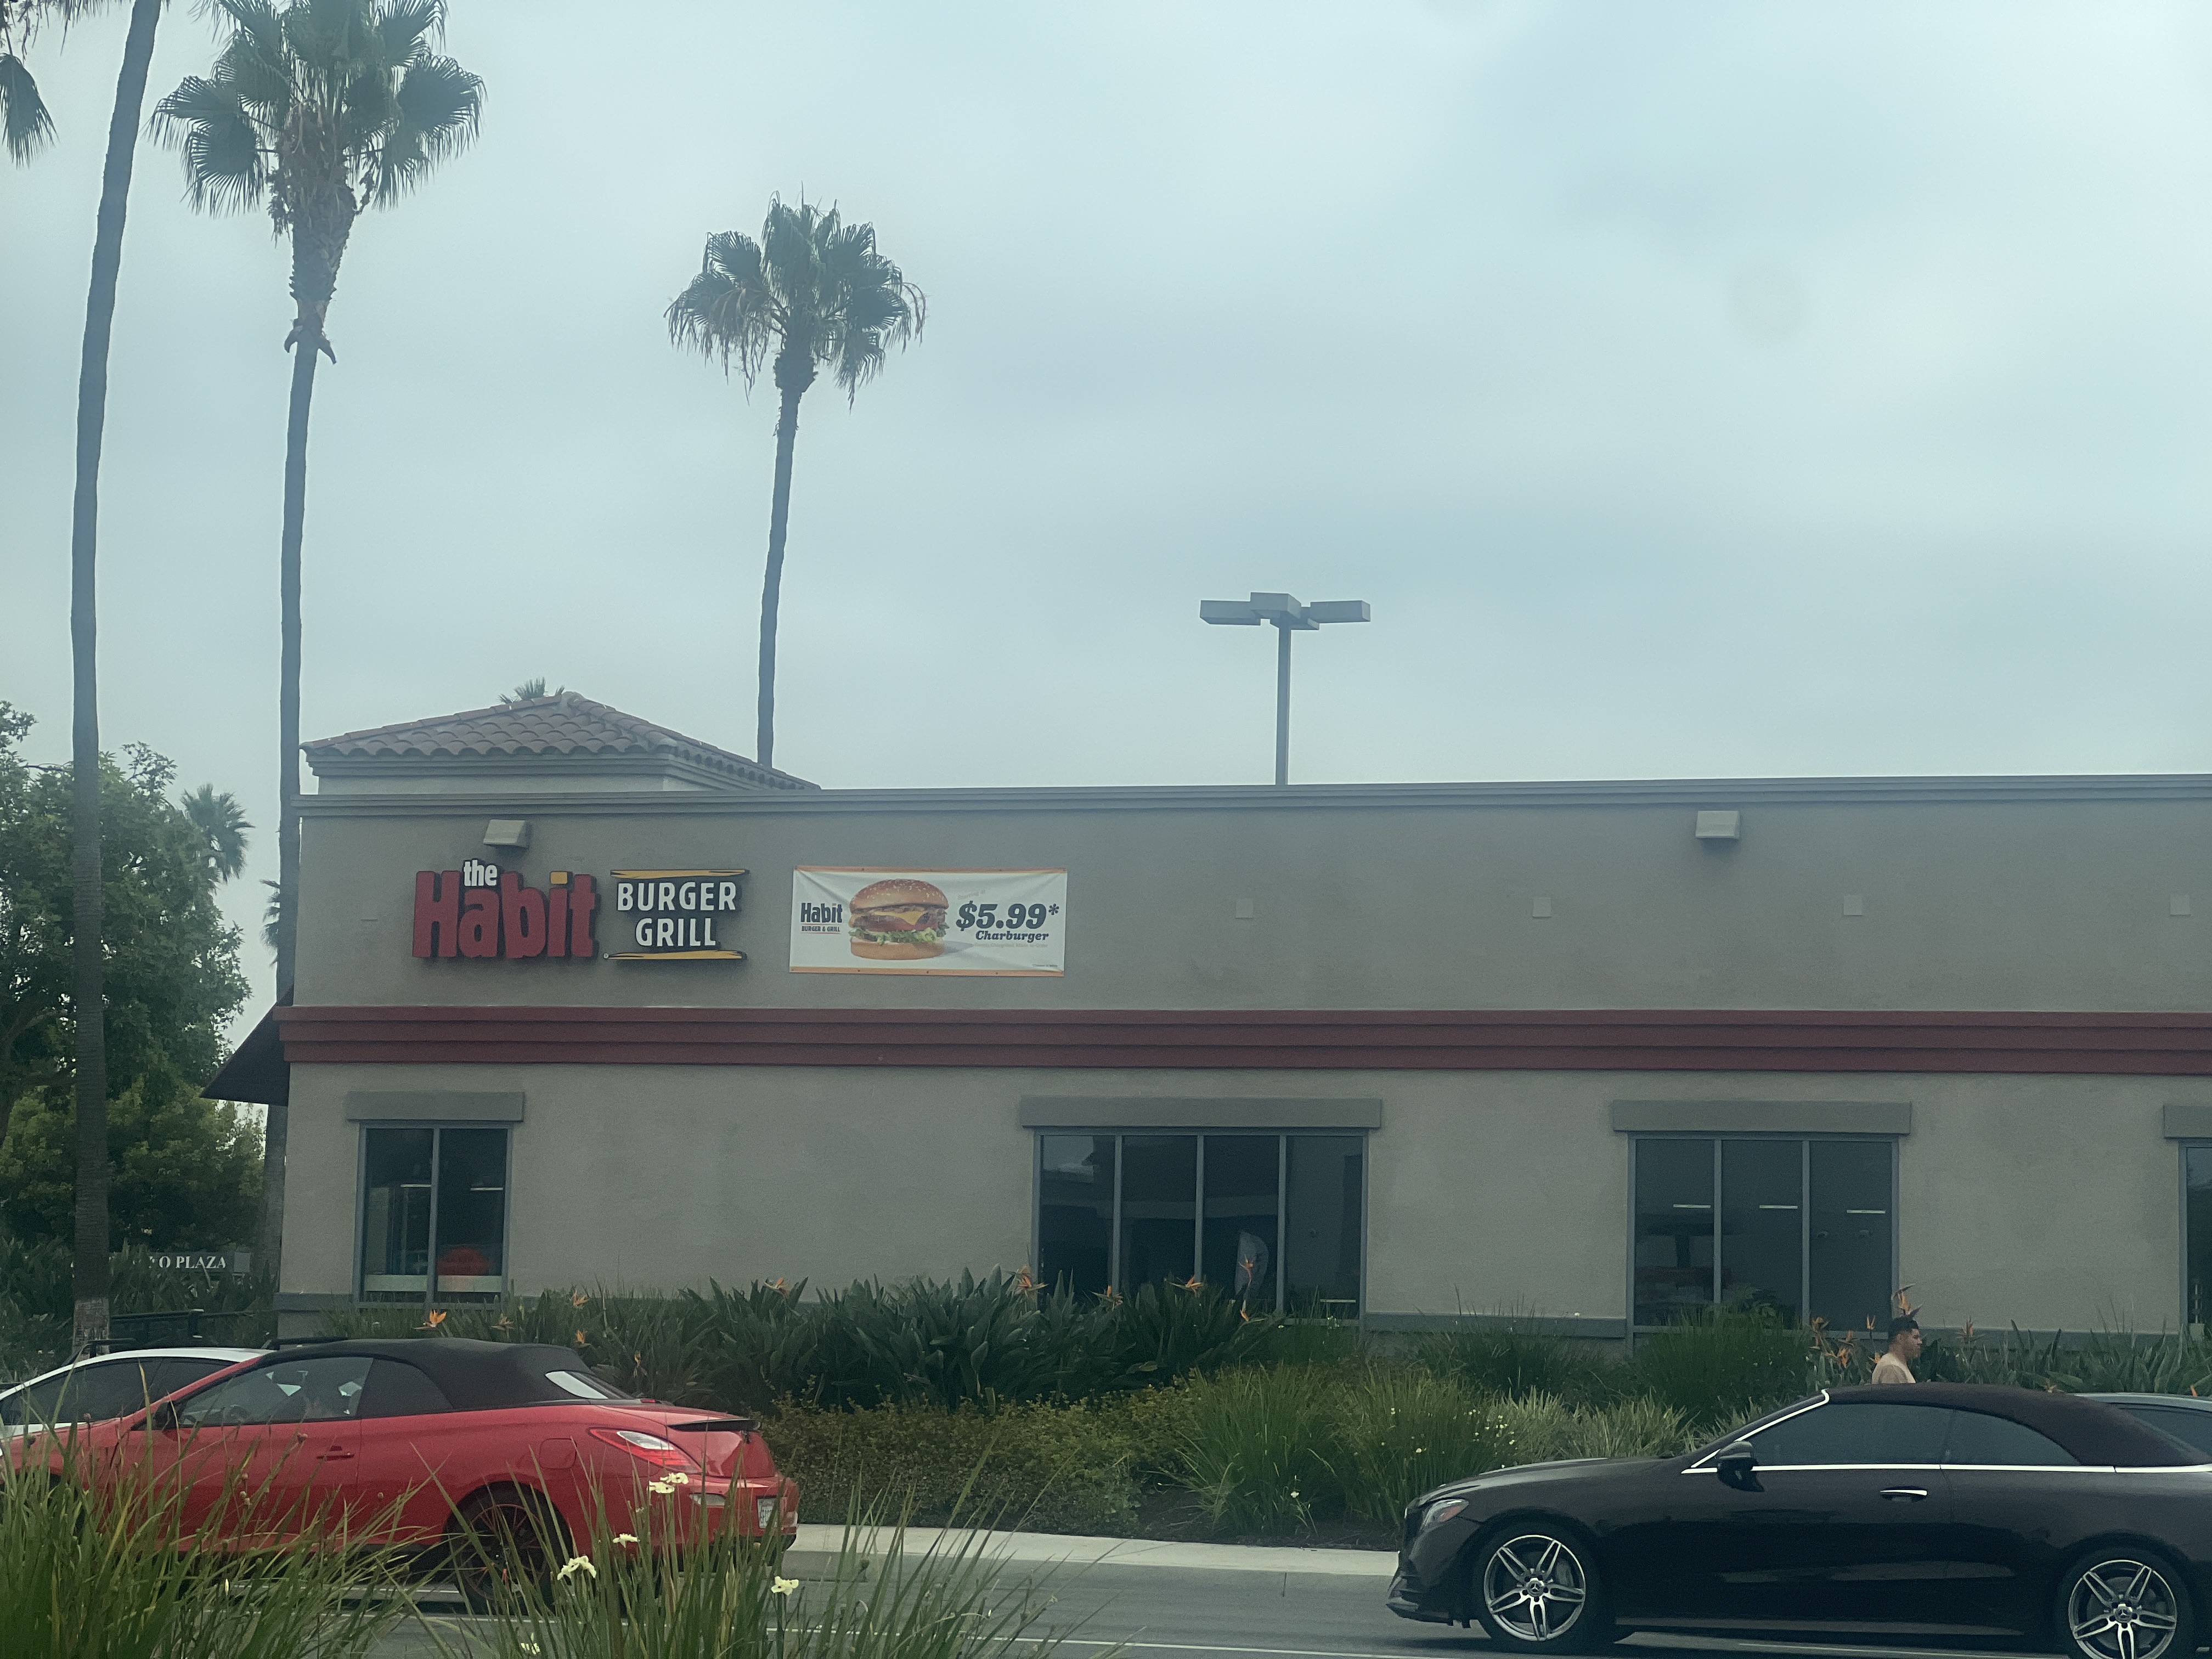 the
Habit
BURGER
GRILL
Habit
BURGER & GRILL
$5.99*
Charburger
O PLAZA